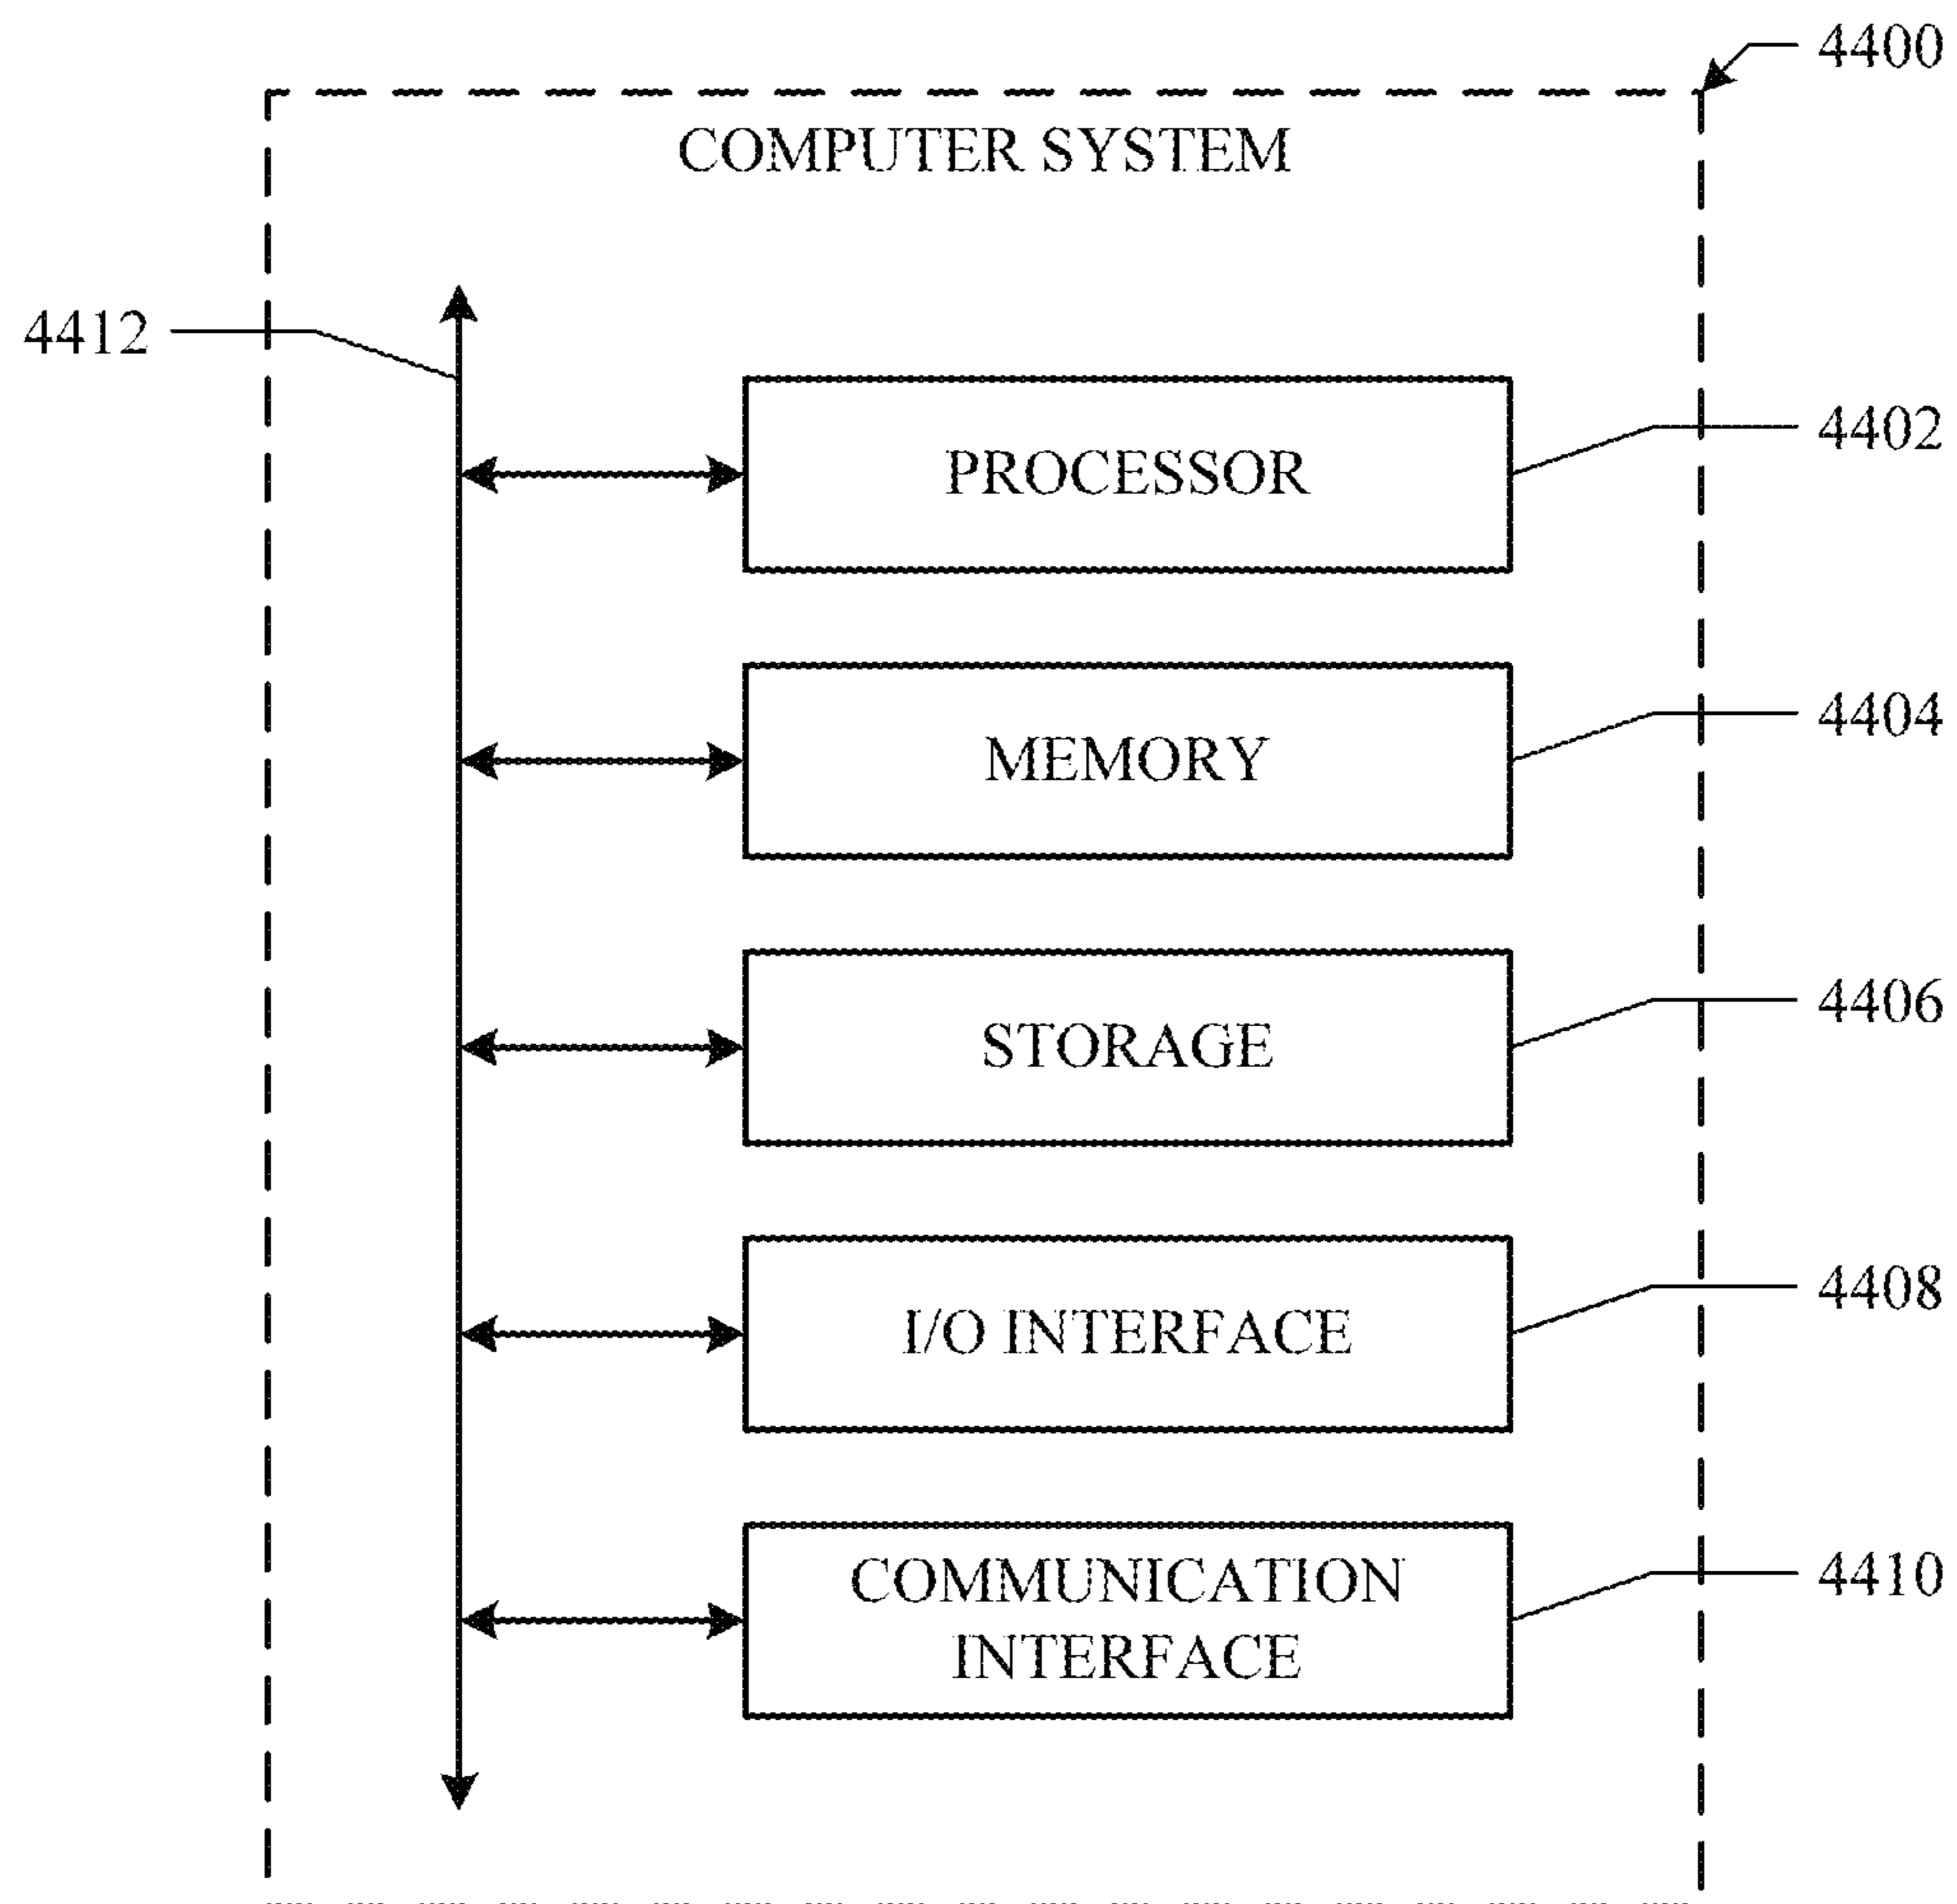 4400
COMPUTER SYSTEM
4412
4402
PROCESSOR
4404
MEMORY
4406
STORAGE
4408
I/O INTERFACE
4410
COMMUNICATION
INTERFACE